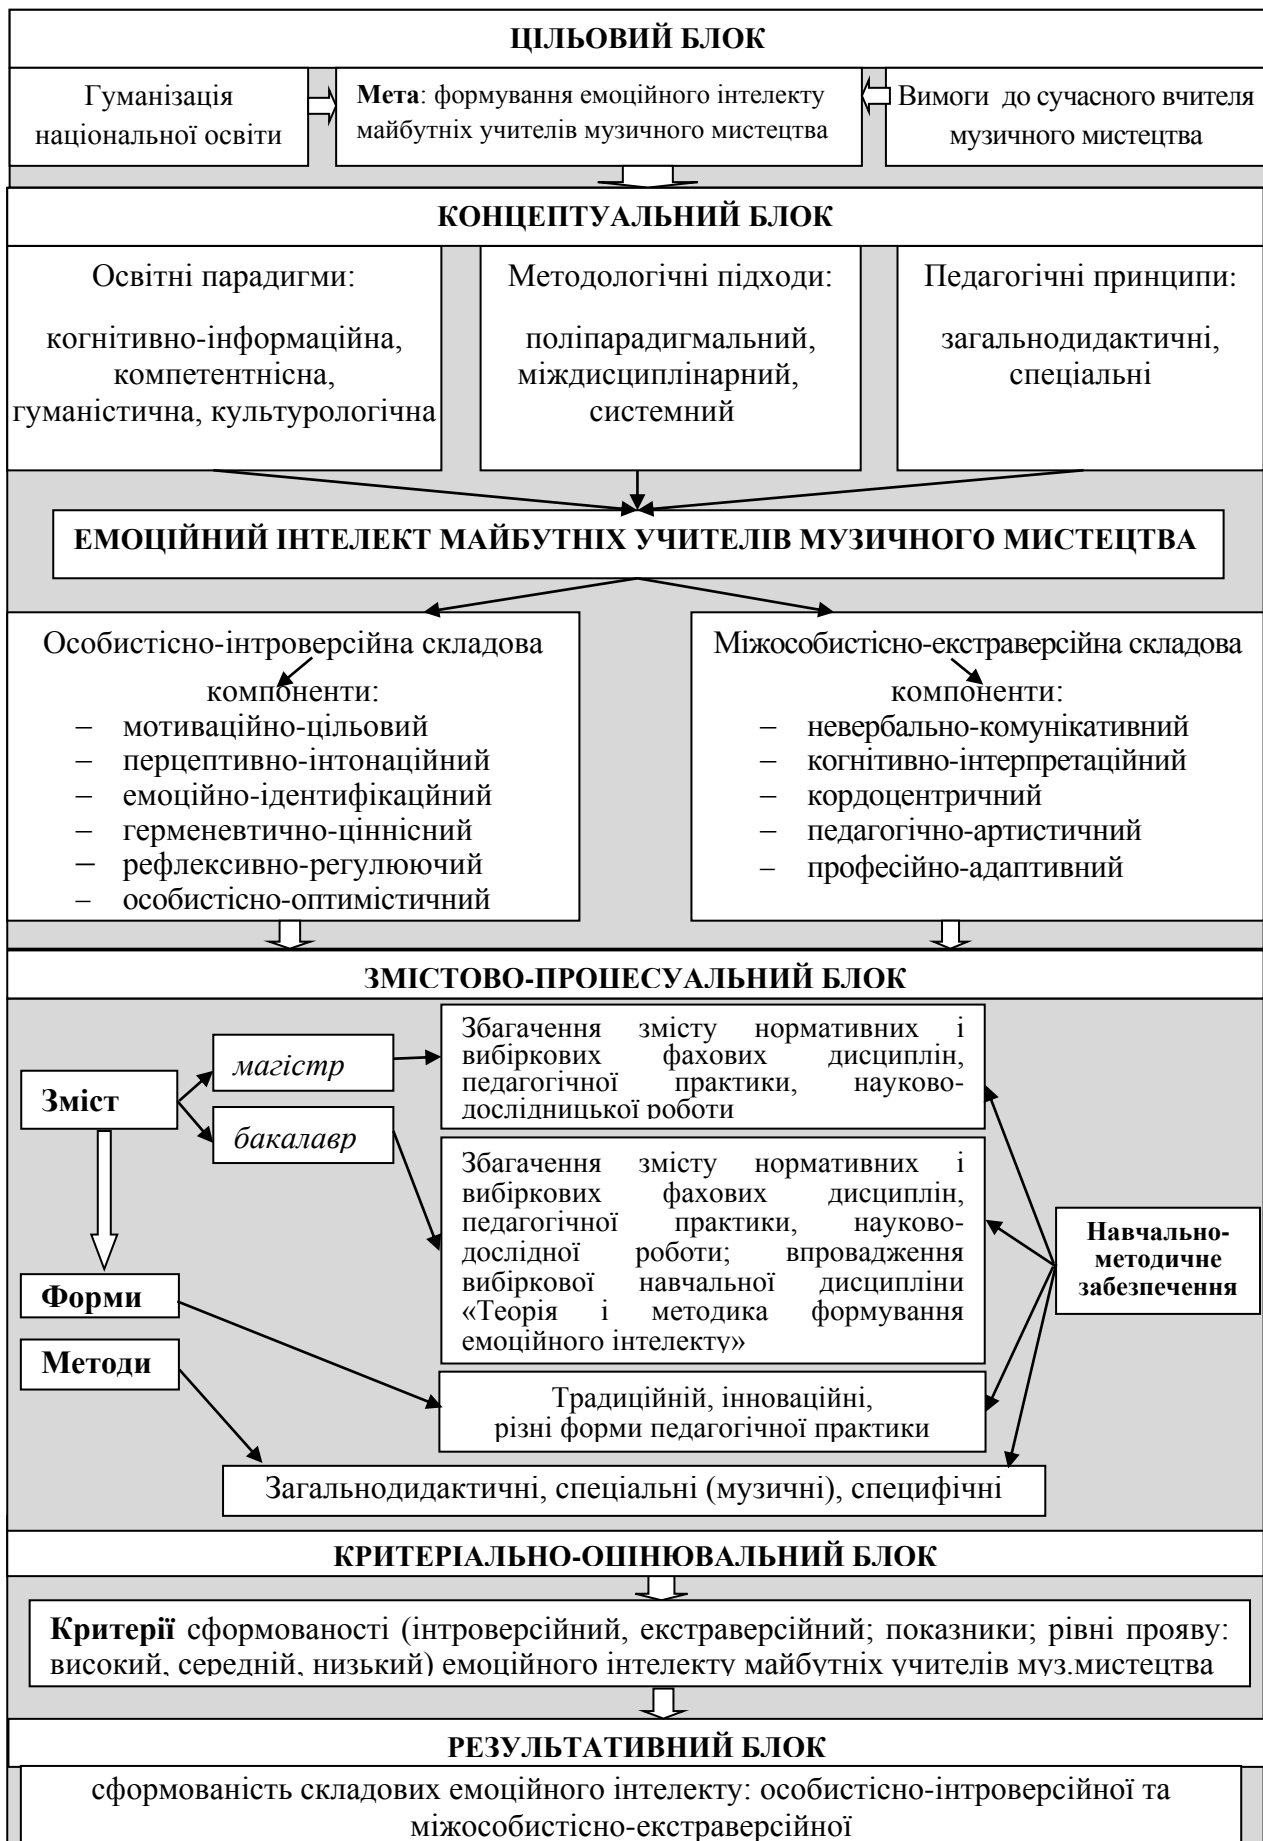 ЦІЛЬОВИЙ БЛОК
Гуманізація
національної освіти
Мета: формування емоційного інтелекту
майбутніх учителів музичного мистецтва
Вимоги до сучасного вчителя
музичного мистецтва
КОНЦЕПТУАЛЬНИЙ БЛОК
Освітні парадигми:
когнітивно-інформаційна,
компетентнісна,
гуманістична, культурологічна
Методологічні підходи:
поліпарадигмальний,
міждисциплінарний,
системний
Педагогічні принципи:
загальнодидактичні,
спеціальні
ЕМОЦІЙНИЙ ІНТЕЛЕКТ МАЙБУТНІХ УЧИТЕЛІВ МУЗИЧНОГО МИСТЕЦТВА
Особистісно-інтроверсійна складова
компоненти:
– мотиваційно-цільовий
– перцептивно-інтонаційний
– емоційно-ідентифікацйний
– герменевтично-ціннісний
– рефлексивно-регулюючий
– особистісно-оптимістичний
Міжособистісно-екстраверсійна складова
компоненти:
– невербально-комунікативний
– когнітивно-інтерпретаційний
– кордоцентричний
– педагогічно-артистичний
– професійно-адаптивний
ЗМІСТОВО-ПРОЦЕСУАЛЬНИЙ БЛОК
Зміст
магістр
бакалавр
Збагачення змісту нормативних і
вибіркових фахових дисциплін,
педагогічної практики, науково-
дослідницької роботи
Збагачення змісту нормативних і
вибіркових фахових дисциплін,
педагогічної практики, науково-
дослідної роботи; впровадження
вибіркової навчальної дисципліни
«Теорія і методика формування
емоційного інтелекту»
Навчально-
методичне
забезпечення
Форми
Методи
Традиційній, інноваційні,
різні форми педагогічної практики
Загальнодидактичні, спеціальні (музичні), специфічні
КРИТЕРІАЛЬНО-ОЦІНЮВАЛЬНИЙ БЛОК
Критерії сформованості (інтроверсійний, екстраверсійний; показники; рівні прояву:
високий, середній, низький) емоційного інтелекту майбутніх учителів муз.мистецтва
РЕЗУЛЬТАТИВНИЙ БЛОК
сформованість складових емоційного інтелекту: особистісно-інтроверсійної та
міжособистісно-екстраверсійної